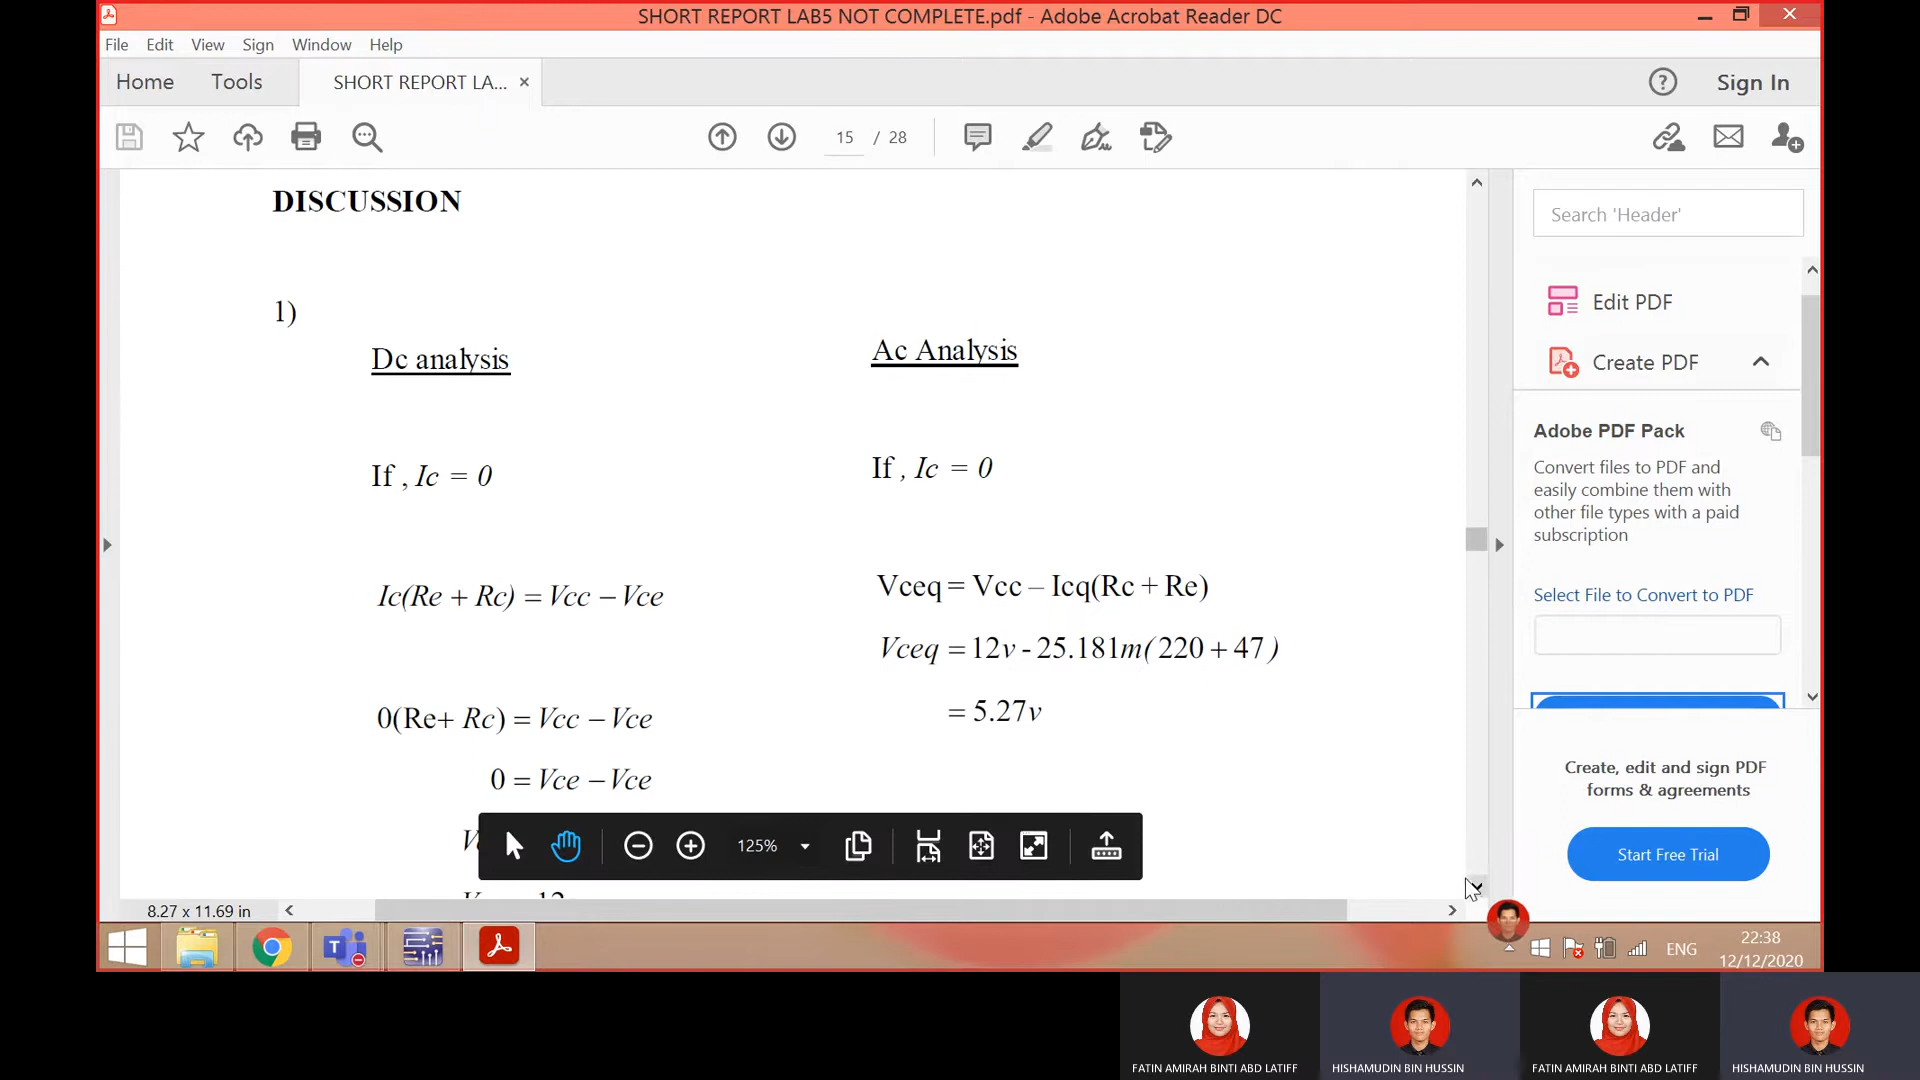 SHORT REPORT LAB5 NOT COMPLETE.pdf - Adobe Acrobat Reader DC
File Edit View Sign Window Help
Home Tools SHORT REPORT LA... × Sign In
15 / 28
DISCUSSION
1)
Dc analysis
If , Ic = 0
Ic(Re + Rc) = Vcc – Vce
0(Re+ Rc) = Vcc – Vce
0 = Vce – Vce
Ac Analysis
If , Ic = 0
Vceq = Vcc – Icq(Rc + Re)
Vceq = 12v - 25.181m(220 + 47 )
= 5.27v
125%
8.27 x 11.69 in
Search 'Header'
Edit PDF
Create PDF
Adobe PDF Pack
Convert files to PDF and
easily combine them with
other file types with a paid
subscription
Select File to Convert to PDF
Create, edit and sign PDF
forms & agreements
Start Free Trial
ENG
22:38
12/12/2020
FATIN AMIRAH BINTI ABD LATIFF
HISHAMUDIN BIN HUSSIN
FATIN AMIRAH BINTI ABD LATIFF
HISHAMUDIN BIN HUSSIN